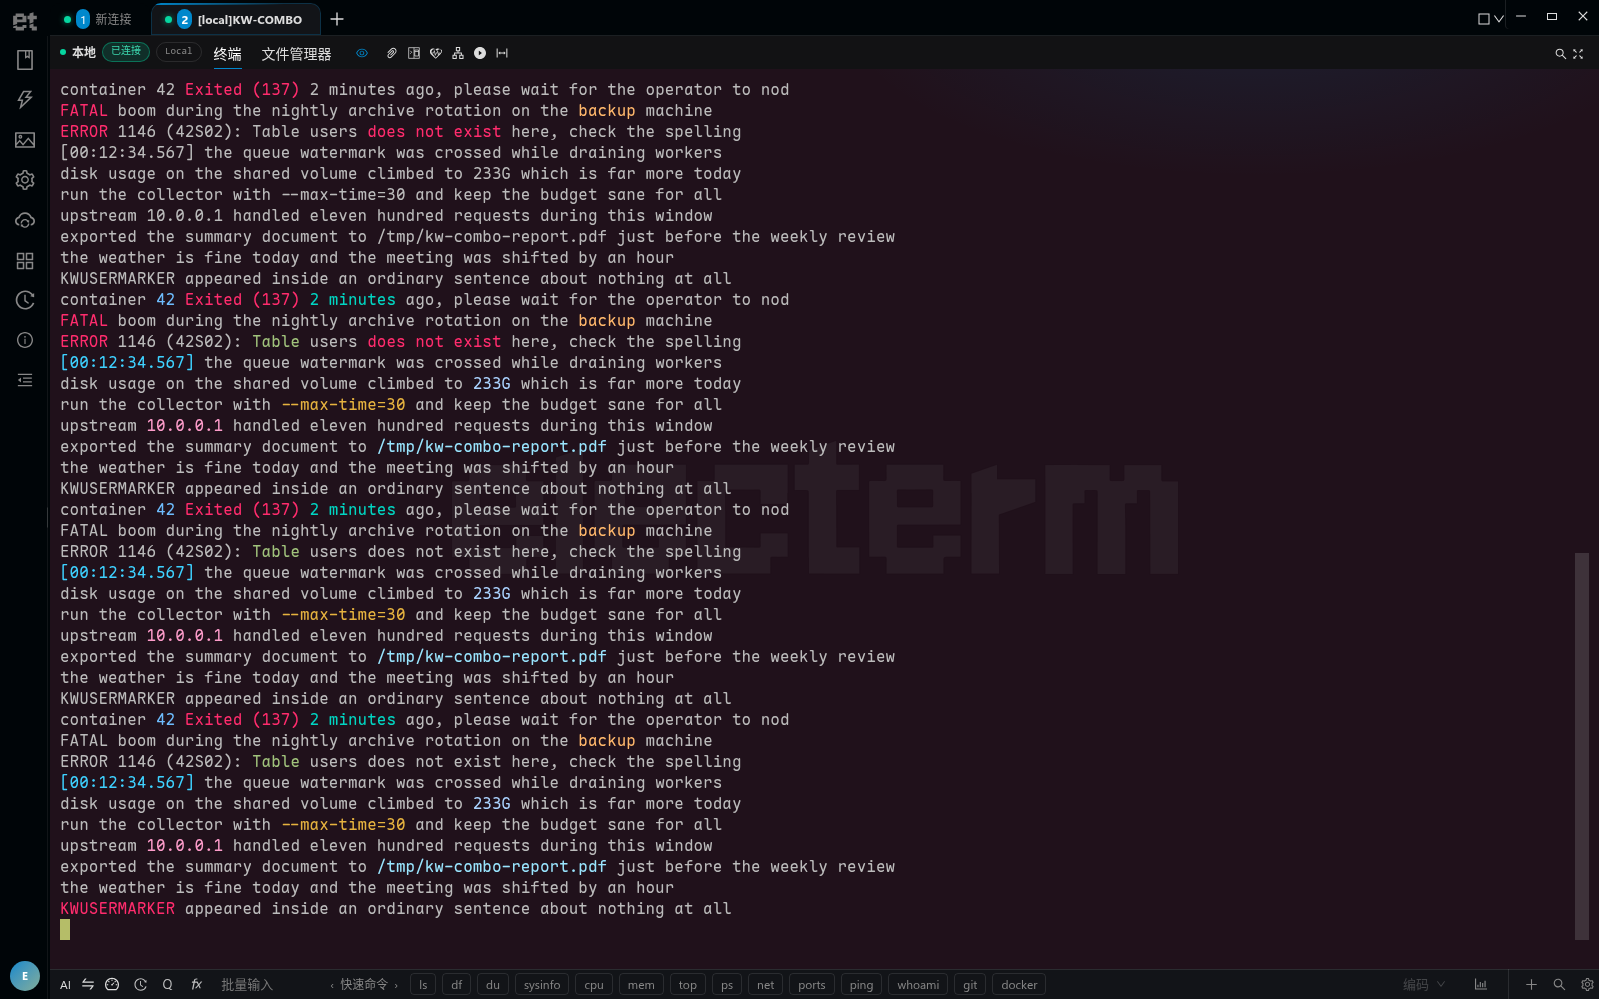 et
1 新连接
2 [local]KW-COMBO
本地 已连接 Local 终端 文件管理器
container 42 Exited (137) 2 minutes ago, please wait for the operator to nod
FATAL boom during the nightly archive rotation on the backup machine
ERROR 1146 (42S02): Table users does not exist here, check the spelling
[00:12:34.567] the queue watermark was crossed while draining workers
disk usage on the shared volume climbed to 233G which is far more today
run the collector with --max-time=30 and keep the budget sane for all
upstream 10.0.0.1 handled eleven hundred requests during this window
exported the summary document to /tmp/kw-combo-report.pdf just before the weekly review
the weather is fine today and the meeting was shifted by an hour
KWUSERMARKER appeared inside an ordinary sentence about nothing at all
container 42 Exited (137) 2 minutes ago, please wait for the operator to nod
FATAL boom during the nightly archive rotation on the backup machine
ERROR 1146 (42S02): Table users does not exist here, check the spelling
[00:12:34.567] the queue watermark was crossed while draining workers
disk usage on the shared volume climbed to 233G which is far more today
run the collector with --max-time=30 and keep the budget sane for all
upstream 10.0.0.1 handled eleven hundred requests during this window
exported the summary document to /tmp/kw-combo-report.pdf just before the weekly review
the weather is fine today and the meeting was shifted by an hour
KWUSERMARKER appeared inside an ordinary sentence about nothing at all
container 42 Exited (137) 2 minutes ago, please wait for the operator to nod
FATAL boom during the nightly archive rotation on the backup machine
ERROR 1146 (42S02): Table users does not exist here, check the spelling
[00:12:34.567] the queue watermark was crossed while draining workers
disk usage on the shared volume climbed to 233G which is far more today
run the collector with --max-time=30 and keep the budget sane for all
upstream 10.0.0.1 handled eleven hundred requests during this window
exported the summary document to /tmp/kw-combo-report.pdf just before the weekly review
the weather is fine today and the meeting was shifted by an hour
KWUSERMARKER appeared inside an ordinary sentence about nothing at all
container 42 Exited (137) 2 minutes ago, please wait for the operator to nod
FATAL boom during the nightly archive rotation on the backup machine
ERROR 1146 (42S02): Table users does not exist here, check the spelling
[00:12:34.567] the queue watermark was crossed while draining workers
disk usage on the shared volume climbed to 233G which is far more today
run the collector with --max-time=30 and keep the budget sane for all
upstream 10.0.0.1 handled eleven hundred requests during this window
exported the summary document to /tmp/kw-combo-report.pdf just before the weekly review
the weather is fine today and the meeting was shifted by an hour
KWUSERMARKER appeared inside an ordinary sentence about nothing at all
electerm
E
AI Q fx 批量输入 ‹ 快速命令 › ls df du sysinfo cpu mem top ps net ports ping whoami git docker 编码